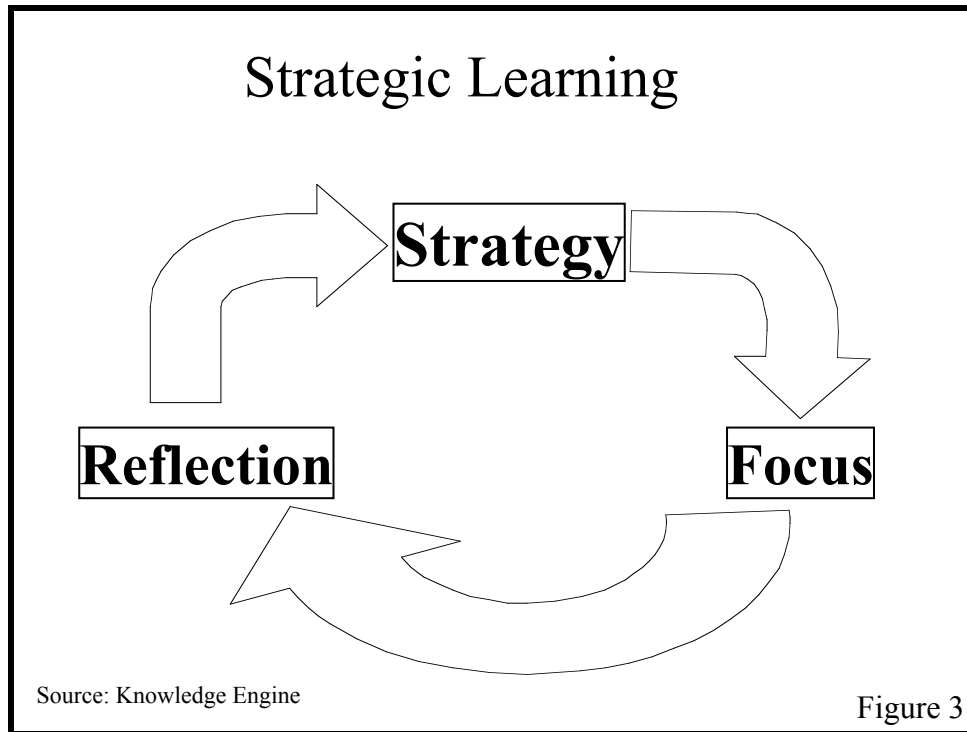 Strategic Learning
Strategy
Reflection
Focus
Source: Knowledge Engine
Figure 3